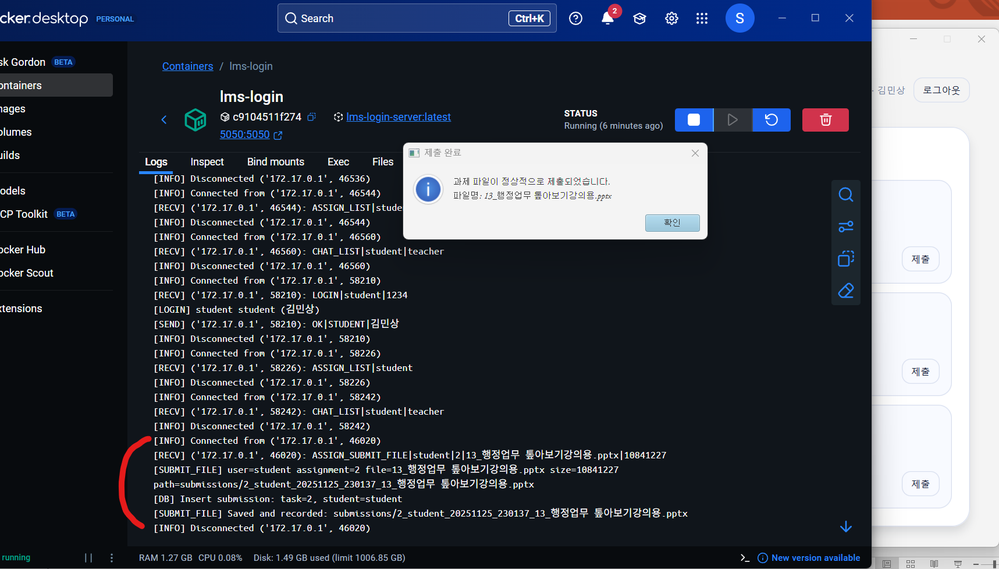 cker.desktop PERSONAL
Search Ctrl+K
2
S
sk Gordon BETA
ontainers
nages
olumes
uilds
odels
CP Toolkit BETA
ocker Hub
ocker Scout
xtensions
Containers / lms-login
lms-login
c9104511f274 lms-login-server:latest
5050:5050
STATUS
Running (6 minutes ago)
Logs Inspect Bind mounts Exec Files
[INFO] Disconnected ('172.17.0.1', 46536)
[INFO] Connected from ('172.17.0.1', 46544)
[RECV] ('172.17.0.1', 46544): ASSIGN_LIST|stude
[INFO] Disconnected ('172.17.0.1', 46544)
[INFO] Connected from ('172.17.0.1', 46560)
[RECV] ('172.17.0.1', 46560): CHAT_LIST|student|teacher
[INFO] Disconnected ('172.17.0.1', 46560)
[INFO] Connected from ('172.17.0.1', 58210)
[RECV] ('172.17.0.1', 58210): LOGIN|student|1234
[LOGIN] student student (김민상)
[SEND] ('172.17.0.1', 58210): OK|STUDENT|김민상
[INFO] Disconnected ('172.17.0.1', 58210)
[INFO] Connected from ('172.17.0.1', 58226)
[RECV] ('172.17.0.1', 58226): ASSIGN_LIST|student
[INFO] Disconnected ('172.17.0.1', 58226)
[INFO] Connected from ('172.17.0.1', 58242)
[RECV] ('172.17.0.1', 58242): CHAT_LIST|student|teacher
[INFO] Disconnected ('172.17.0.1', 58242)
[INFO] Connected from ('172.17.0.1', 46020)
[RECV] ('172.17.0.1', 46020): ASSIGN_SUBMIT_FILE|student|2|13_행정업무 톺아보기강의용.pptx|10841227
[SUBMIT_FILE] user=student assignment=2 file=13_행정업무 톺아보기강의용.pptx size=10841227
path=submissions/2_student_20251125_230137_13_행정업무 톺아보기강의용.pptx
[DB] Insert submission: task=2, student=student
[SUBMIT_FILE] Saved and recorded: submissions/2_student_20251125_230137_13_행정업무 톺아보기강의용.pptx
[INFO] Disconnected ('172.17.0.1', 46020)
제출 완료
과제 파일이 정상적으로 제출되었습니다.
파일명: 13_행정업무 톺아보기강의용.pptx
확인
· 김민상 로그아웃
제출
제출
제출
running
RAM 1.27 GB CPU 0.08% Disk: 1.49 GB used (limit 1006.85 GB)
New version available